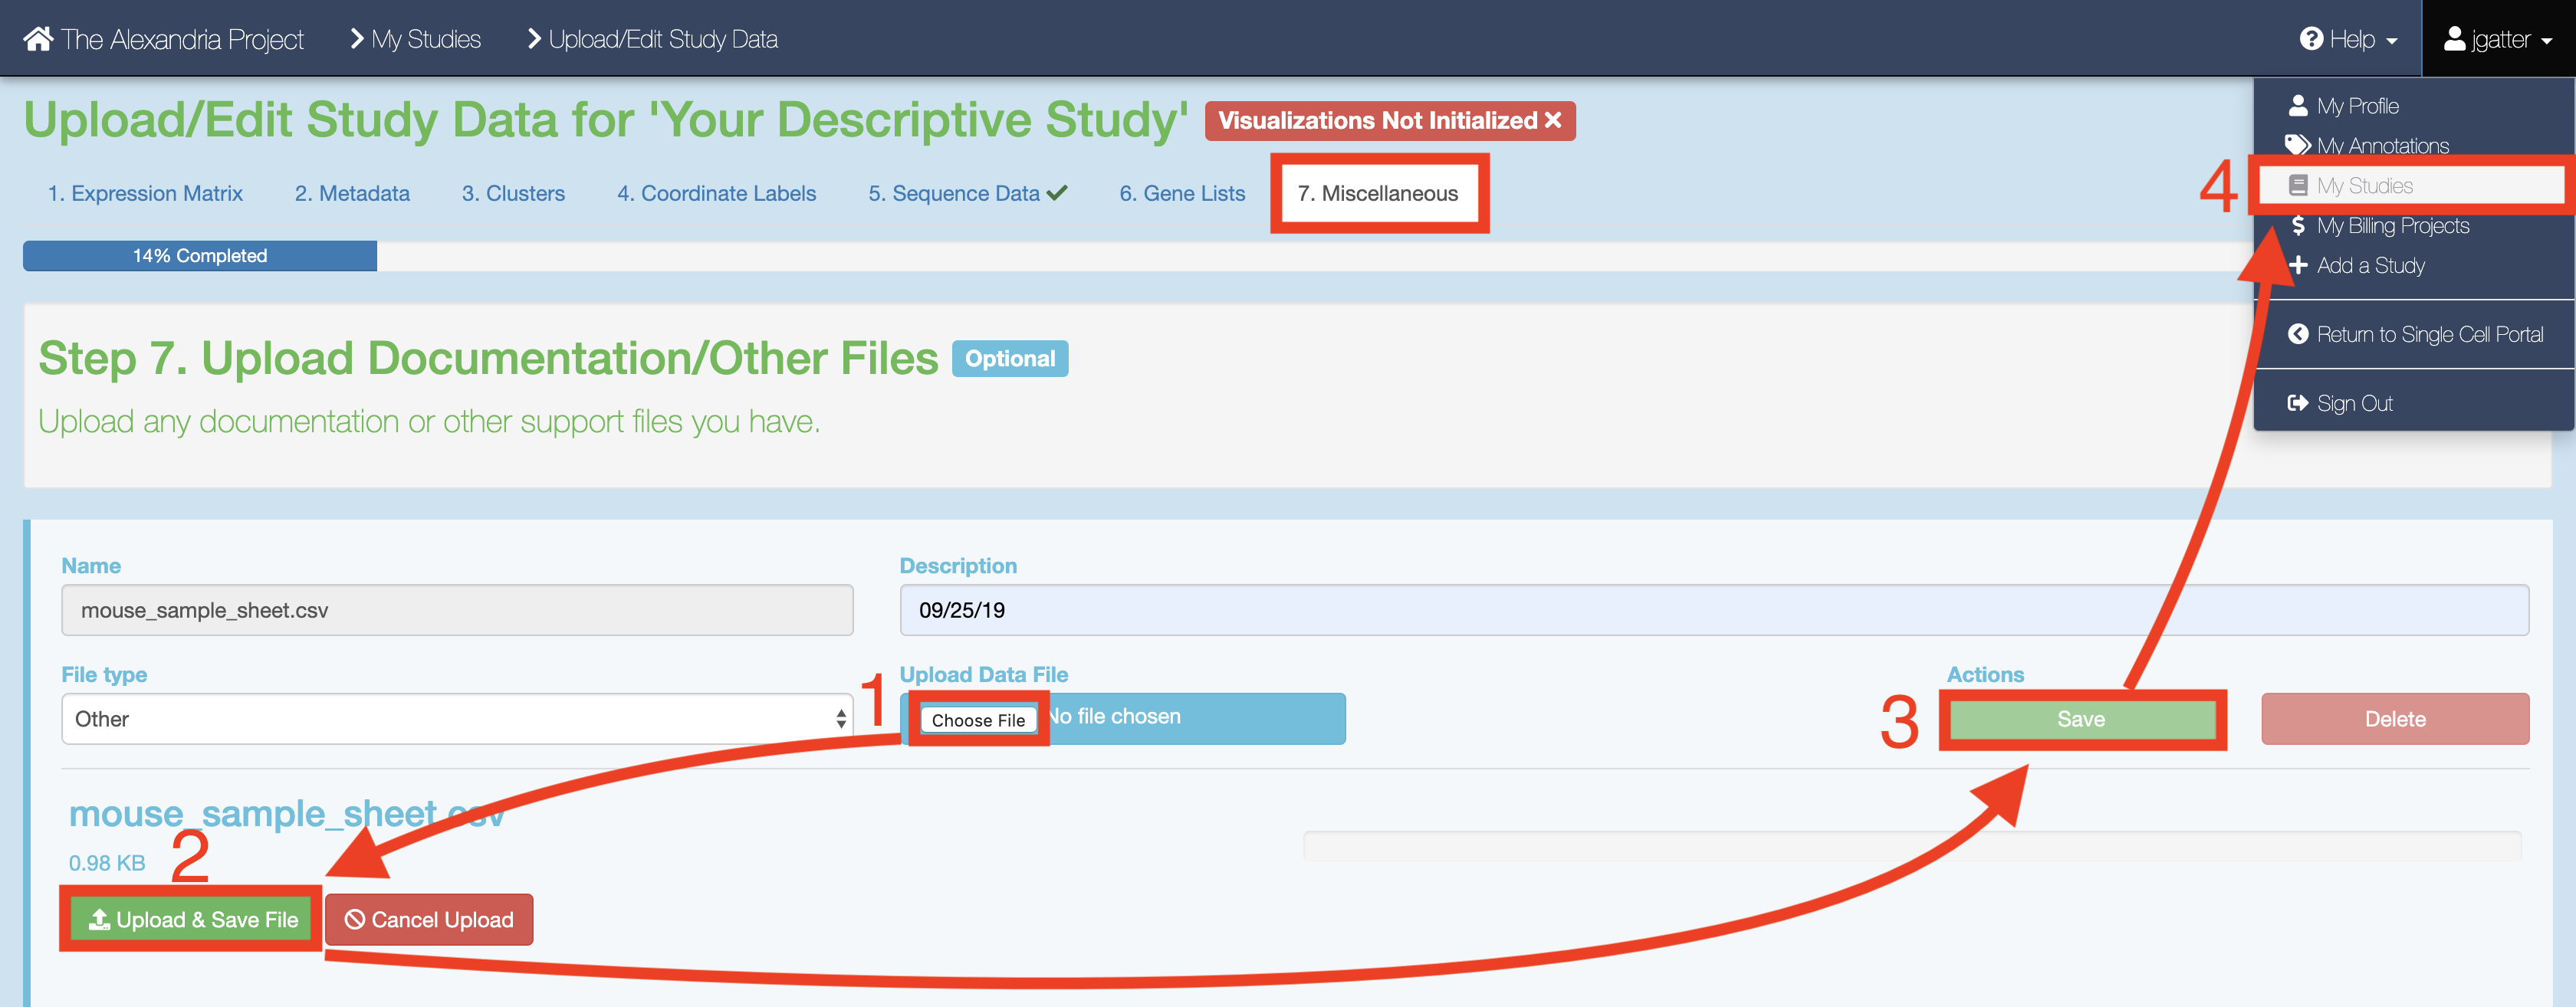 The Alexandria Project > My Studies > Upload/Edit Study Data Help jgatter
Upload/Edit Study Data for 'Your Descriptive Study' Visualizations Not Initialized ×
1. Expression Matrix 2. Metadata 3. Clusters 4. Coordinate Labels 5. Sequence Data ✔ 6. Gene Lists 7. Miscellaneous
14% Completed
My Profile
My Annotations
4 My Studies
My Billing Projects
Add a Study
Return to Single Cell Portal
Sign Out
Step 7. Upload Documentation/Other Files Optional
Upload any documentation or other support files you have.
Name Description
mouse_sample_sheet.csv 09/25/19
File type Upload Data File Actions
Other 1 Choose File No file chosen 3 Save Delete
mouse_sample_sheet.csv
0.98 KB 2
Upload & Save File Cancel Upload